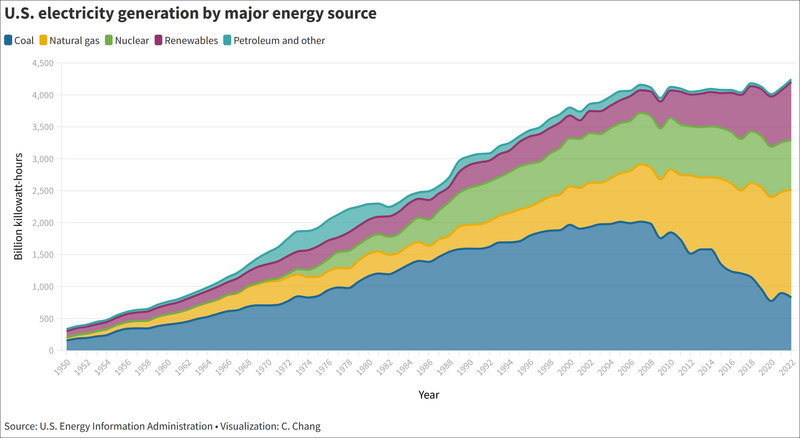 U.S. electricity generation by major energy source
Coal Natural gas Nuclear Renewables Petroleum and other
4,500
4,000
3,500
3,000
2,500
2,000
1,500
1,000
500
0
Billion killowatt-hours
1950 1952 1954 1956 1958 1960 1962 1964 1966 1968 1970 1972 1974 1976 1978 1980 1982 1984 1986 1988 1990 1992 1994 1996 1998 2000 2002 2004 2006 2008 2010 2012 2014 2016 2018 2020 2022
Year
Source: U.S. Energy Information Administration • Visualization: C. Chang